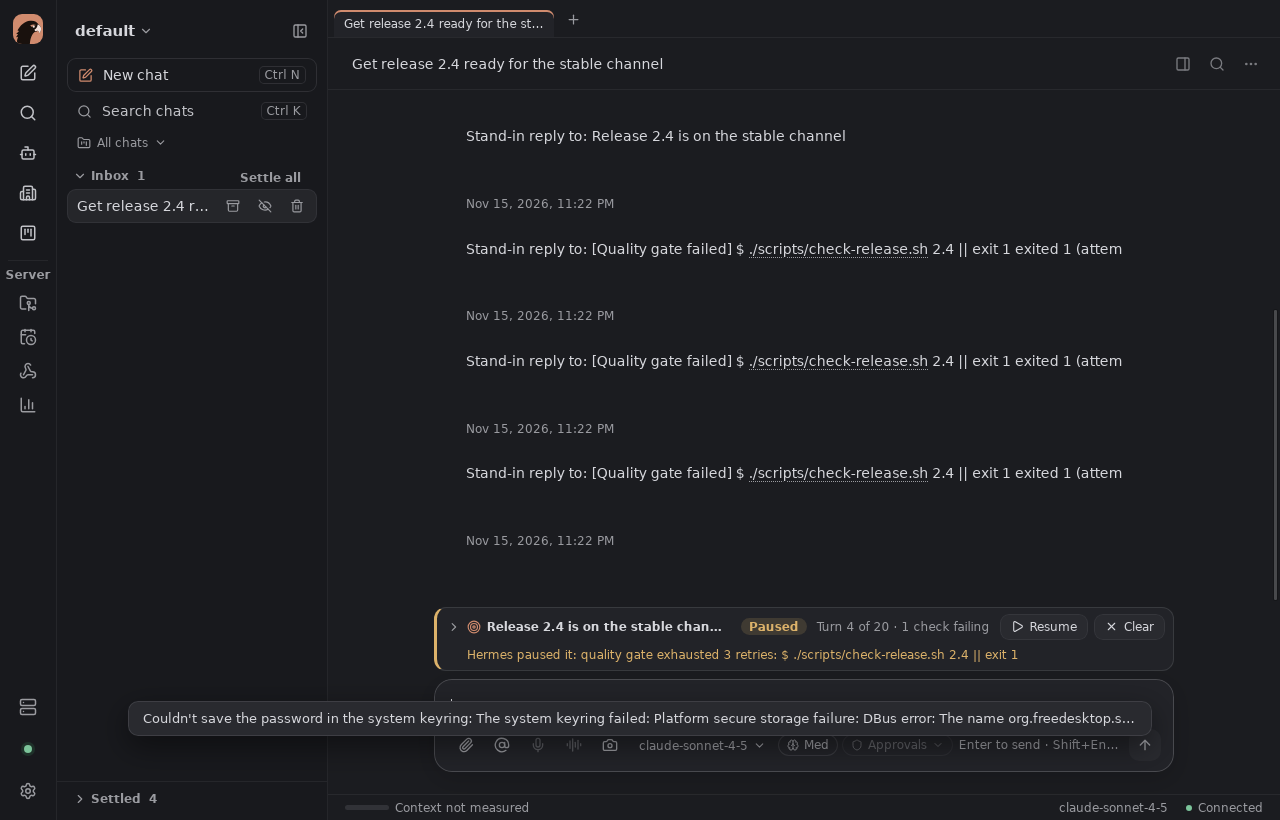 default
New chat
Ctrl N
Search chats
Ctrl K
All chats
Inbox 1
Settle all
Get release 2.4 r...
Server
Settled 4
Get release 2.4 ready for the st...
Get release 2.4 ready for the stable channel
Stand-in reply to: Release 2.4 is on the stable channel
Nov 15, 2026, 11:22 PM
Stand-in reply to: [Quality gate failed] $ ./scripts/check-release.sh 2.4 || exit 1 exited 1 (attem
Nov 15, 2026, 11:22 PM
Stand-in reply to: [Quality gate failed] $ ./scripts/check-release.sh 2.4 || exit 1 exited 1 (attem
Nov 15, 2026, 11:22 PM
Stand-in reply to: [Quality gate failed] $ ./scripts/check-release.sh 2.4 || exit 1 exited 1 (attem
Nov 15, 2026, 11:22 PM
Release 2.4 is on the stable chan...
Paused
Turn 4 of 20 · 1 check failing
Resume
Clear
Hermes paused it: quality gate exhausted 3 retries: $ ./scripts/check-release.sh 2.4 || exit 1
Couldn't save the password in the system keyring: The system keyring failed: Platform secure storage failure: DBus error: The name org.freedesktop.s...
claude-sonnet-4-5
Med
Approvals
Enter to send · Shift+En...
Context not measured
claude-sonnet-4-5
Connected